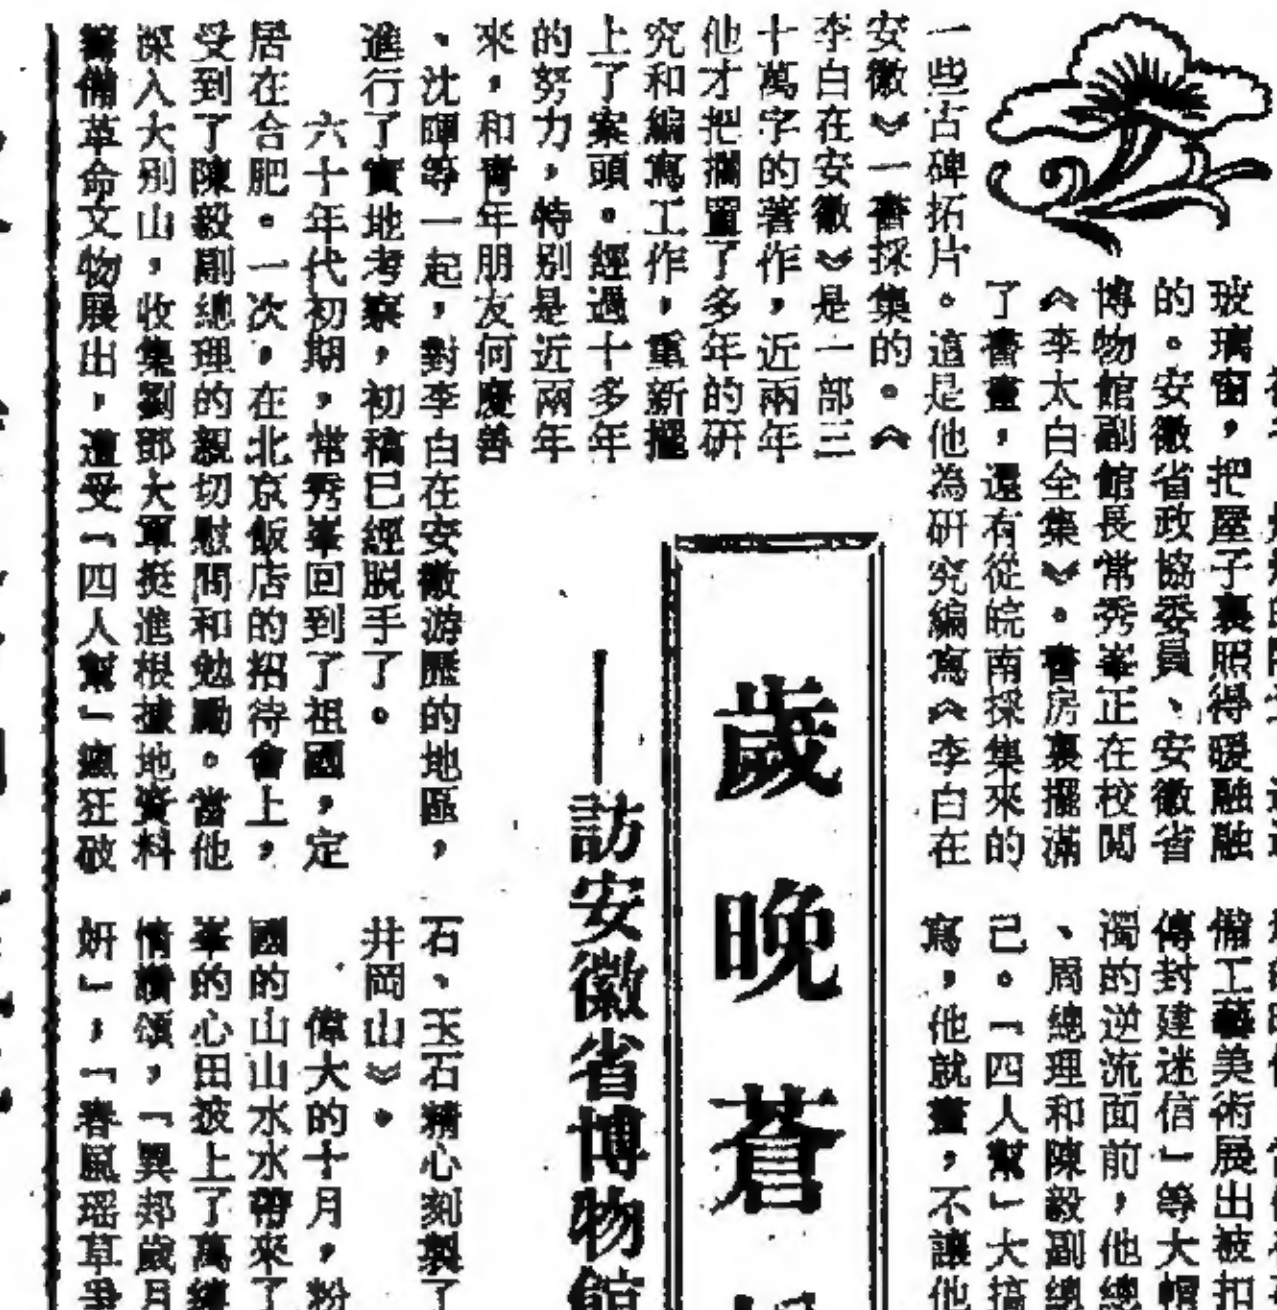 玻璃窗，把屋子裏照得暖融融
的。安徽省政協委員、安徽省
博物館副館長常秀峯正在校閲
《李太白全集》。書房裏擺滿
了書畫，還有從皖南採集來的
一些古碑拓片。這是他為研究編寫《李白在
安徽》一書採集的。《
李白在安徽》是一部三
十萬字的著作，近兩年
他才把擱置了多年的研
究和編寫工作，重新擺
上了案頭。經過十多年
的努力，特别是近兩年
來，和青年朋友何慶善
、沈暉等一起，對李白在安徽游歷的地區，
進行了實地考察，初稿已經脱手了。
六十年代初期，常秀峯回到了祖國，定
居在合肥。一次，在北京飯店的招待會上，
受到了陳毅副總理的親切慰問和勉勵。當他
深入大别山，收集劉鄧大軍挺進根據地資料
籌備革命文物展出，遭受「四人幫」瘋狂破
歲晚蒼
——訪安徽省博物館
備工藝美術展出被扣
傳封建迷信」等大帽
濁的逆流面前，他總
、周總理和陳毅副總
己。「四人幫」大搞
寫，他就畫，不讓他
石、玉石精心刻製了
井岡山》。
偉大的十月，粉
國的山山水水帶來了
峯的心田披上了萬縷
情讚頌，「異邦歲月
妍」，「春風瑶草爭